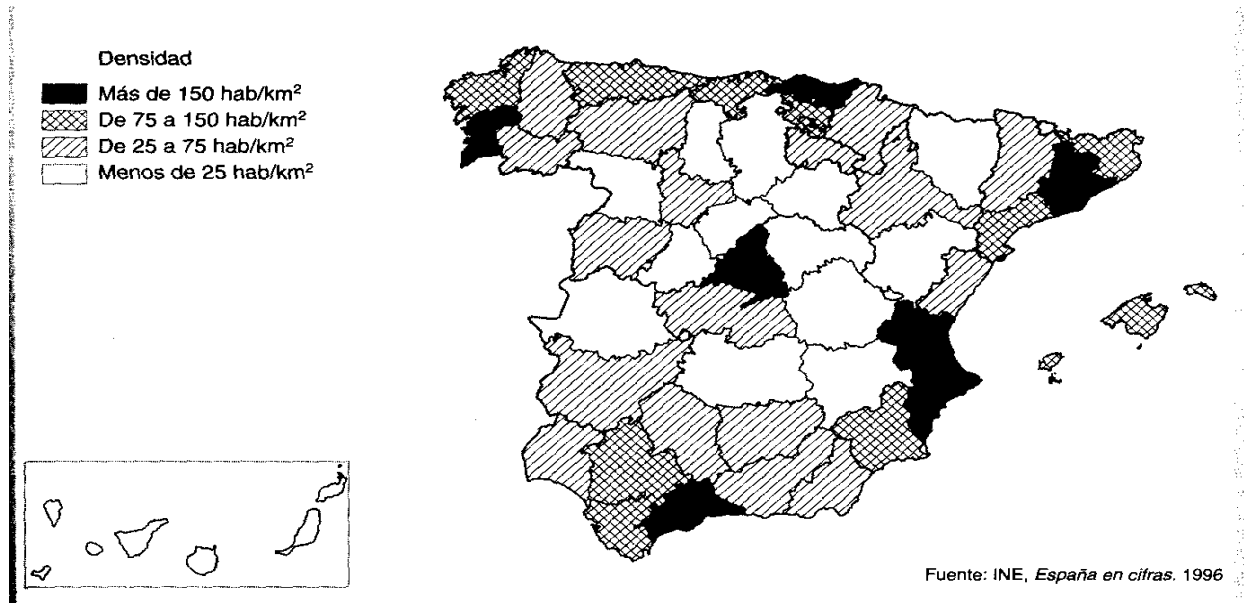 Densidad
Más de 150 hab/km²
De 75 a 150 hab/km²
De 25 a 75 hab/km²
Menos de 25 hab/km²
Fuente: INE, España en cifras. 1996